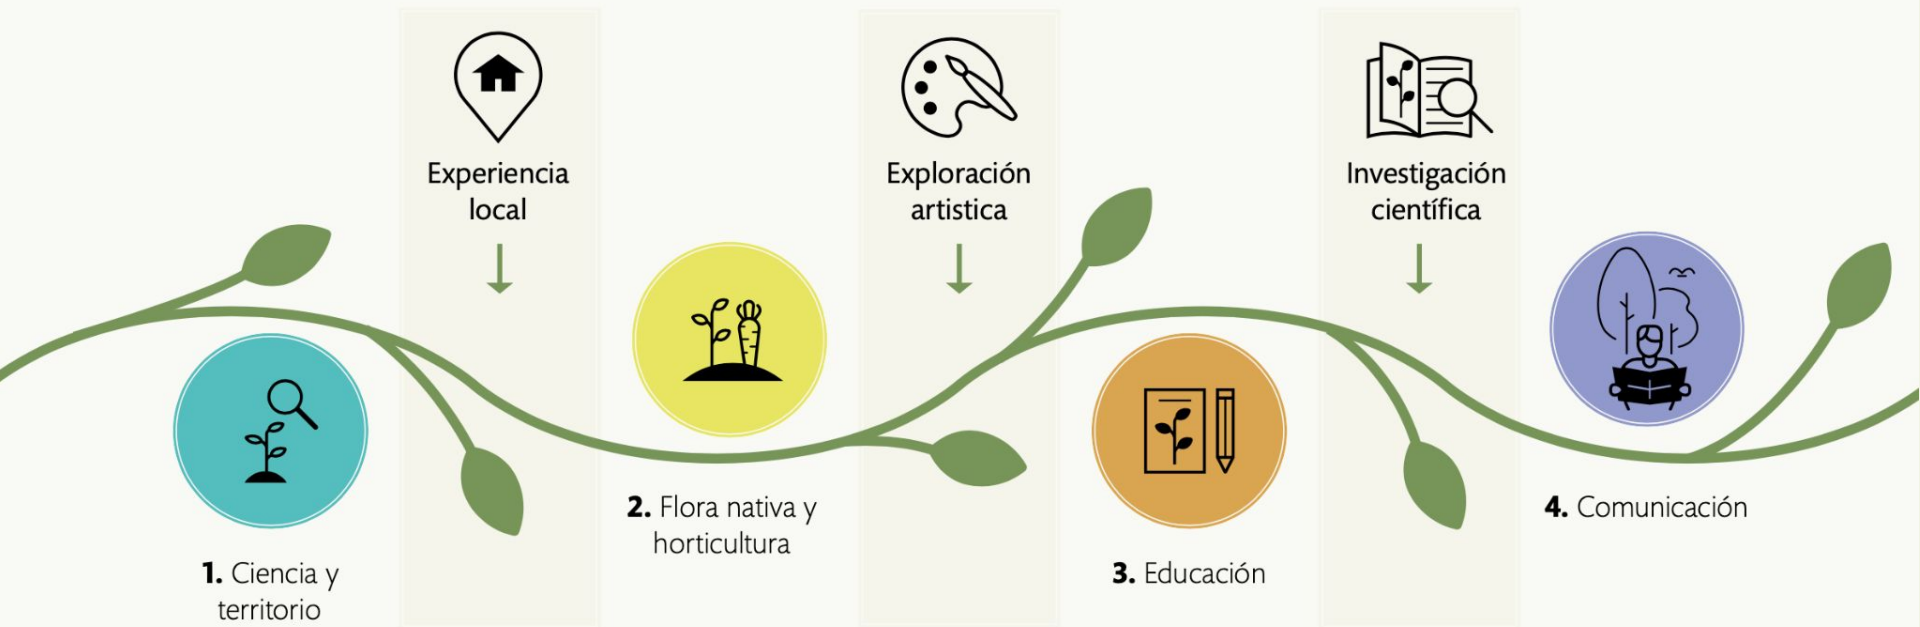 Experiencia
local
Exploración
artistica
Investigación
científica
1. Ciencia y
territorio
2. Flora nativa y
horticultura
3. Educación
4. Comunicación